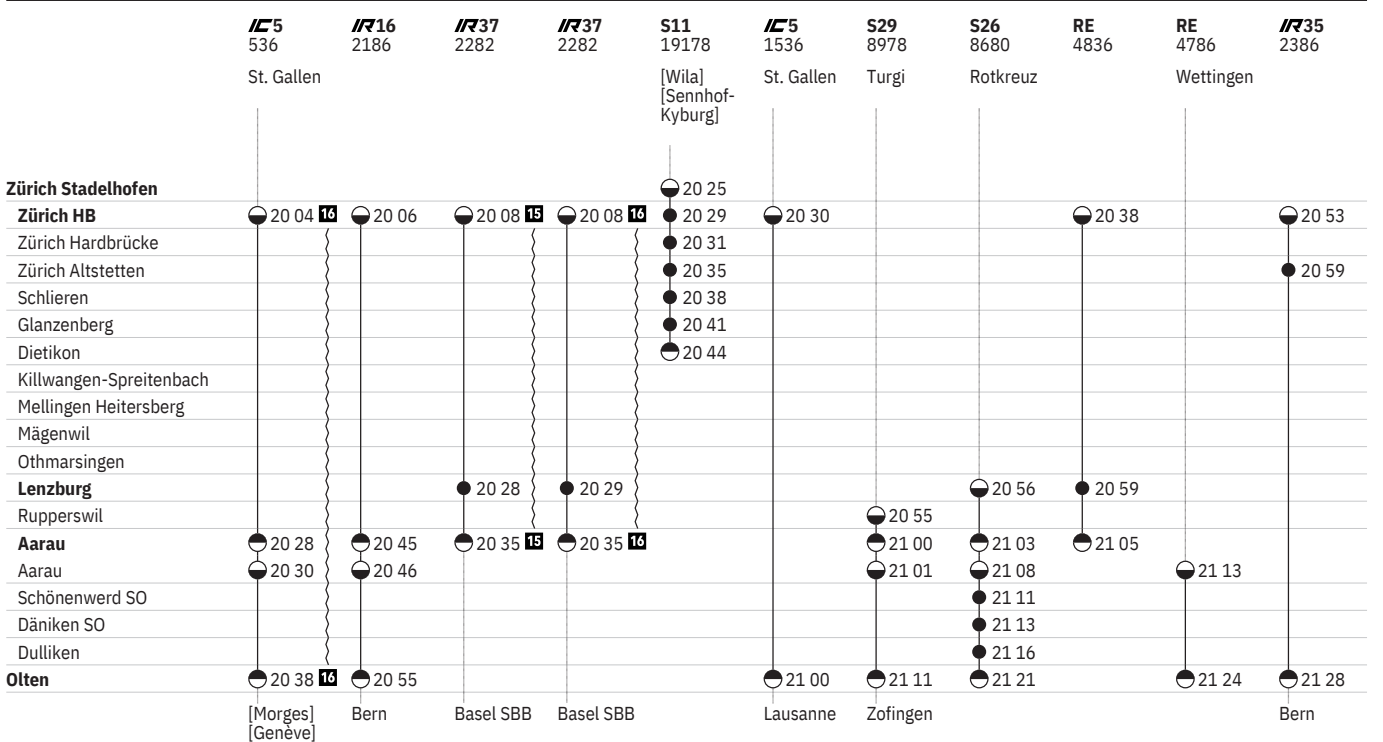 IC5 IR16 IR37 IR37 S11 IC5 S29 S26 RE RE IR35
536 2186 2282 2282 19178 1536 8978 8680 4836 4786 2386
St. Gallen [Wila] St. Gallen Turgi Rotkreuz Wettingen
[Sennhof-
Kyburg]
Zürich Stadelhofen 20 25
Zürich HB 20 04 16 20 06 20 08 15 20 08 16 20 29 20 30 20 38 20 53
Zürich Hardbrücke 20 31
Zürich Altstetten 20 35 20 59
Schlieren 20 38
Glanzenberg 20 41
Dietikon 20 44
Killwangen-Spreitenbach
Mellingen Heitersberg
Mägenwil
Othmarsingen
Lenzburg 20 28 20 29 20 56 20 59
Rupperswil 20 55
Aarau 20 28 20 45 20 35 15 20 35 16 21 00 21 03 21 05
Aarau 20 30 20 46 21 01 21 08 21 13
Schönenwerd SO 21 11
Däniken SO 21 13
Dulliken 21 16
Olten 20 38 16 20 55 21 00 21 11 21 21 21 24 21 28
[Morges] Bern Basel SBB Basel SBB Lausanne Zofingen Bern
[Genève]